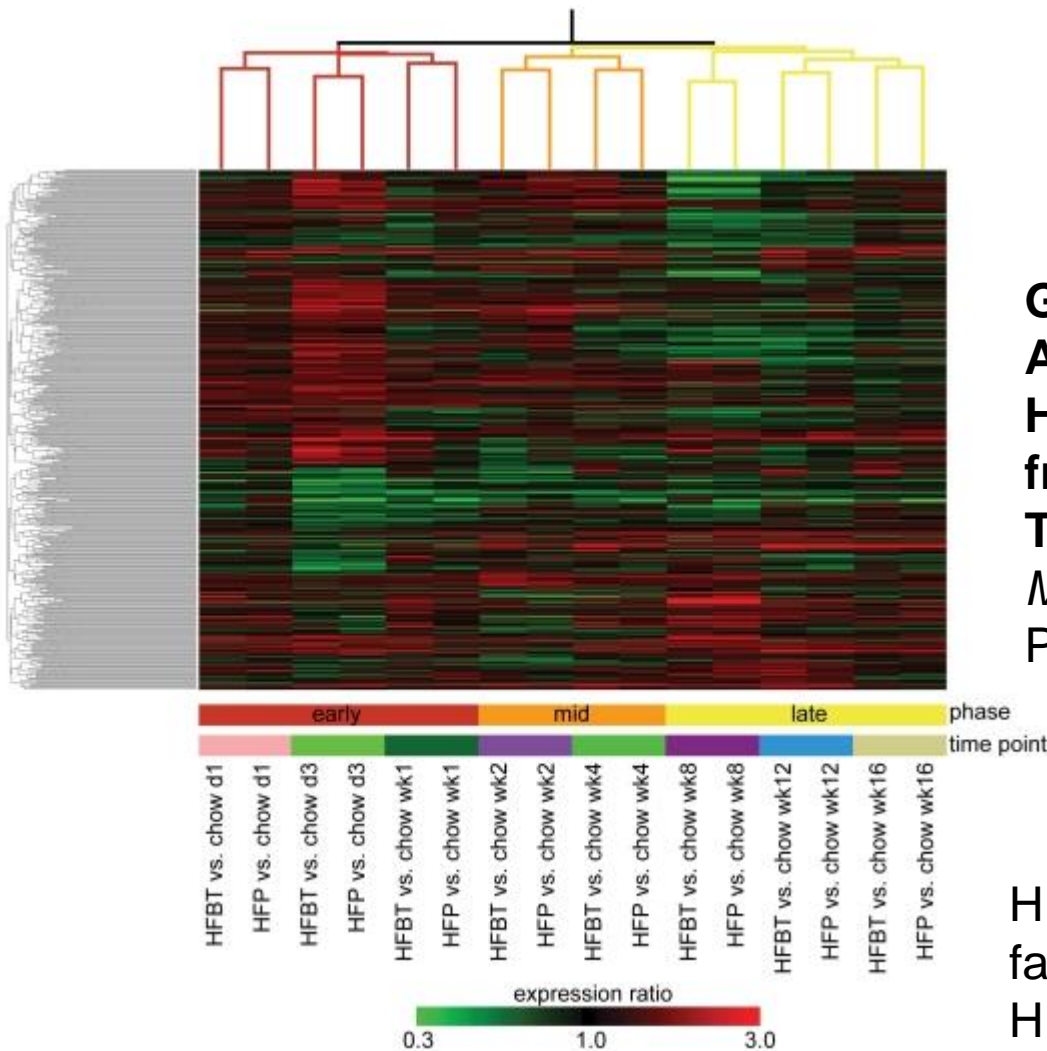 G
A
H
fr
T
M
P
early mid late phase
time point
HFBT vs. chow d1
HFP vs. chow d1
HFBT vs. chow d3
HFP vs. chow d3
HFBT vs. chow wk1
HFP vs. chow wk1
HFBT vs. chow wk2
HFP vs. chow wk2
HFBT vs. chow wk4
HFP vs. chow wk4
HFBT vs. chow wk8
HFP vs. chow wk8
HFBT vs. chow wk12
HFP vs. chow wk12
HFBT vs. chow wk16
HFP vs. chow wk16
H
fa
H
expression ratio
0.3 1.0 3.0